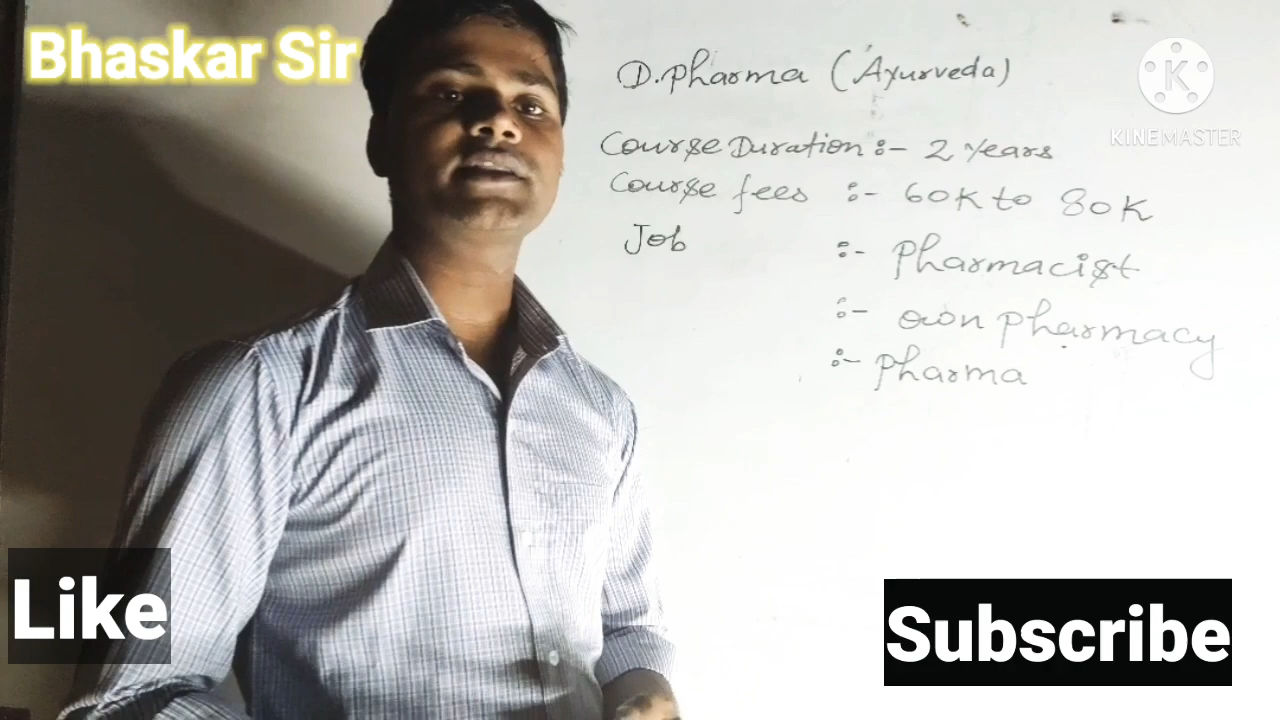 Bhaskar Sir
D.pharma (Ayurveda)
KINEMASTER
Course Duration :- 2 years
Course fees :- 60K to 80K
Job :- Pharmacist
:- own pharmacy
:- Pharma
Like
Subscribe